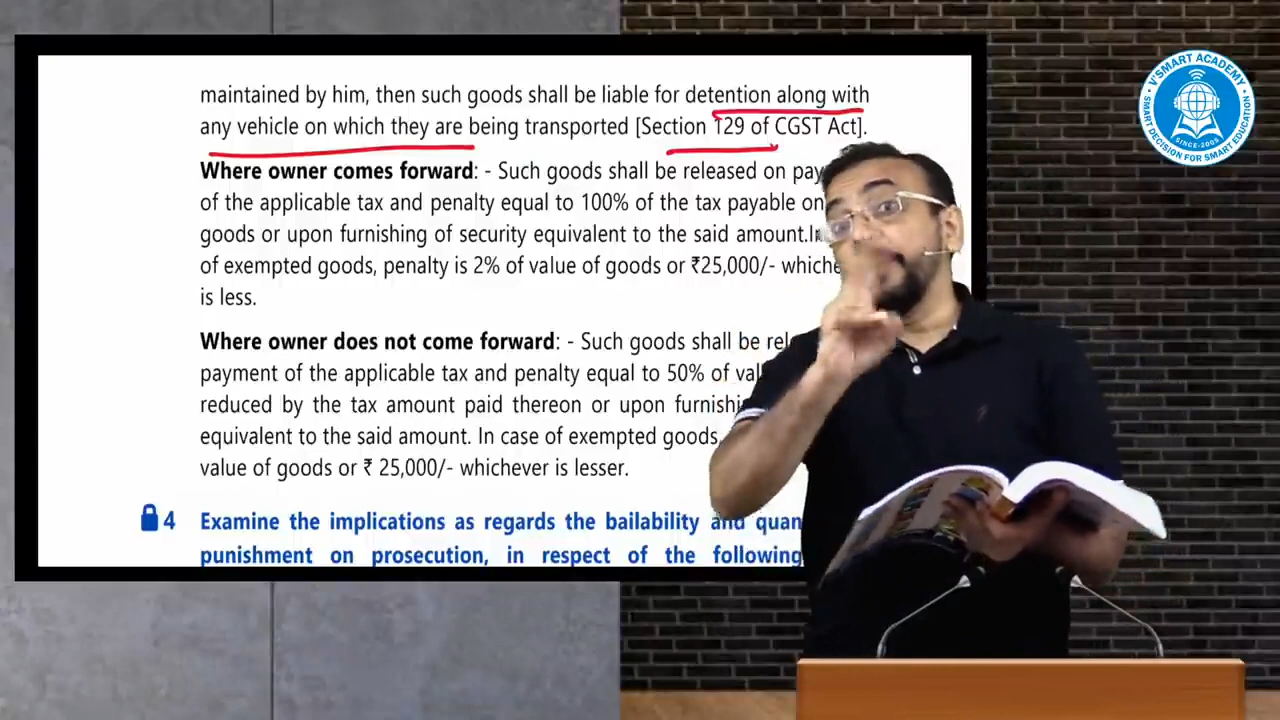 maintained by him, then such goods shall be liable for detention along with
any vehicle on which they are being transported [Section 129 of CGST Act].
Where owner comes forward: - Such goods shall be released on pay
of the applicable tax and penalty equal to 100% of the tax payable on
goods or upon furnishing of security equivalent to the said amount.In
of exempted goods, penalty is 2% of value of goods or ₹25,000/- whiche
is less.
Where owner does not come forward: - Such goods shall be rel
payment of the applicable tax and penalty equal to 50% of val
reduced by the tax amount paid thereon or upon furnishi
equivalent to the said amount. In case of exempted goods,
value of goods or ₹ 25,000/- whichever is lesser.
4 Examine the implications as regards the bailability and quan
punishment on prosecution, in respect of the following
V'SMART ACADEMY
SMART DECISION FOR SMART EDUCATION
SINCE-2005